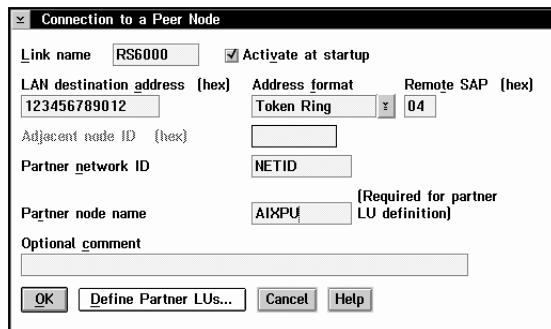 Connection to a Peer Node
Link name RS6000 Activate at startup
LAN destination address (hex) Address format Remote SAP (hex)
123456789012 Token Ring 04
Adjacent node ID (hex)
Partner network ID NETID
(Required for partner
Partner node name AIXPU LU definition)
Optional comment
OK Define Partner LUs... Cancel Help